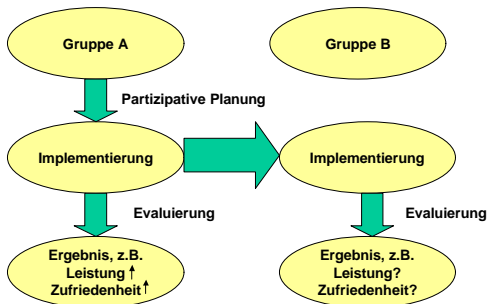 Gruppe A
Gruppe B
Partizipative Planung
Implementierung
Implementierung
Evaluierung
Evaluierung
Ergebnis, z.B.
Leistung↑
Zufriedenheit↑
Ergebnis, z.B.
Leistung?
Zufriedenheit?